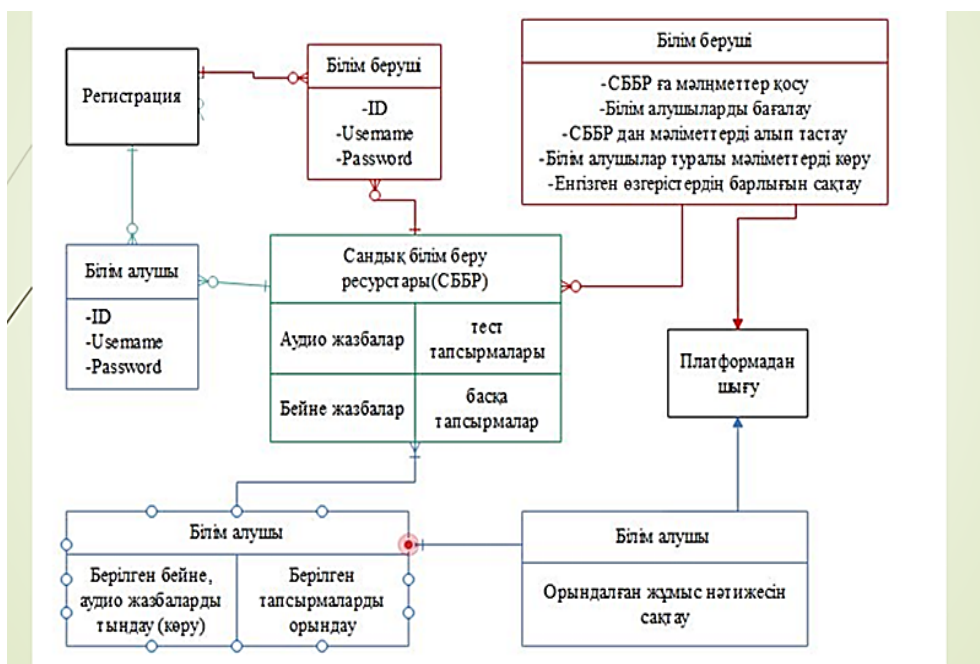 Регистрация
Білім беруші
-ID
-Username
-Password
Білім беруші
-СББР ға мәлңметтер қосу
-Білім алушыларды бағалау
-СББР дан мәліметтерді алып тастау
-Білім алушылар туралы мәліметтерді көру
-Енгізген өзгерістердің барлығын сақтау
Білім алушы
-ID
-Username
-Password
Сандық білім беру
ресурстары(СББР)
Аудио жазбалар
тест
тапсырмалары
Бейне жазбалар
басқа
тапсырмалар
Платформадан
шығу
Білім алушы
Берілген бейне,
аудио жазбаларды
тыңдау (көру)
Берілген
тапсырмаларды
орындау
Білім алушы
Орындалған жұмыс нәтижесін
сақтау